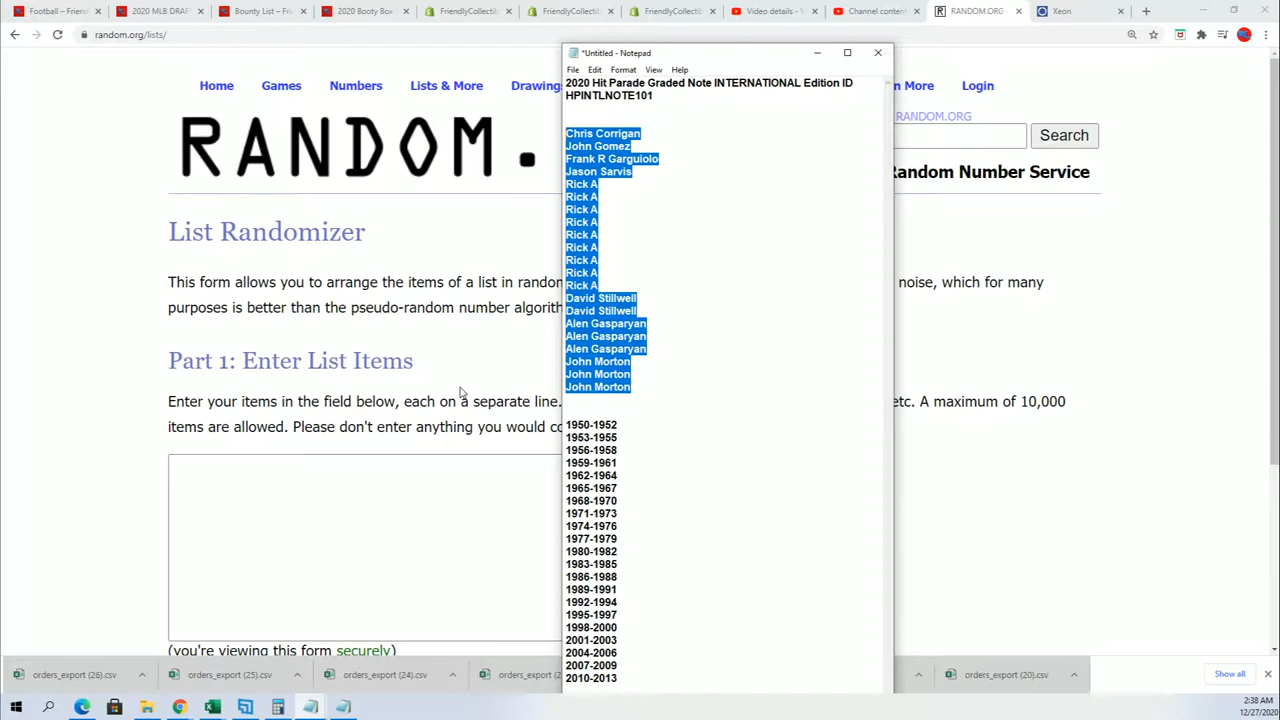 Football – Friend
2020 MLB DRAF
Bounty List – Frie
2020 Booty Box
FriendlyCollectib
FriendlyCollectib
FriendlyCollectib
Video details - Yo
Channel content
RANDOM.ORG
Xeon
random.org/lists/
*Untitled - Notepad
File Edit Format View Help
2020 Hit Parade Graded Note INTERNATIONAL Edition ID
HPINTLNOTE101
Chris Corrigan
John Gomez
Frank R Garguiolo
Jason Sarvis
Rick A
Rick A
Rick A
Rick A
Rick A
Rick A
Rick A
Rick A
Rick A
David Stillwell
David Stillwell
Alen Gasparyan
Alen Gasparyan
Alen Gasparyan
John Morton
John Morton
John Morton
1950-1952
1953-1955
1956-1958
1959-1961
1962-1964
1965-1967
1968-1970
1971-1973
1974-1976
1977-1979
1980-1982
1983-1985
1986-1988
1989-1991
1992-1994
1995-1997
1998-2000
2001-2003
2004-2006
2007-2009
2010-2013
Home Games Numbers Lists & More Drawings n More Login
RANDOM.ORG
Search
RANDOM.
Random Number Service
List Randomizer
This form allows you to arrange the items of a list in random noise, which for many
purposes is better than the pseudo-random number algorith
Part 1: Enter List Items
Enter your items in the field below, each on a separate line. etc. A maximum of 10,000
items are allowed. Please don't enter anything you would co
(you're viewing this form securely)
orders_export (26).csv
orders_export (25).csv
orders_export (24).csv
orders_export (2
orders_export (20).csv
Show all
2:38 AM
12/27/2020